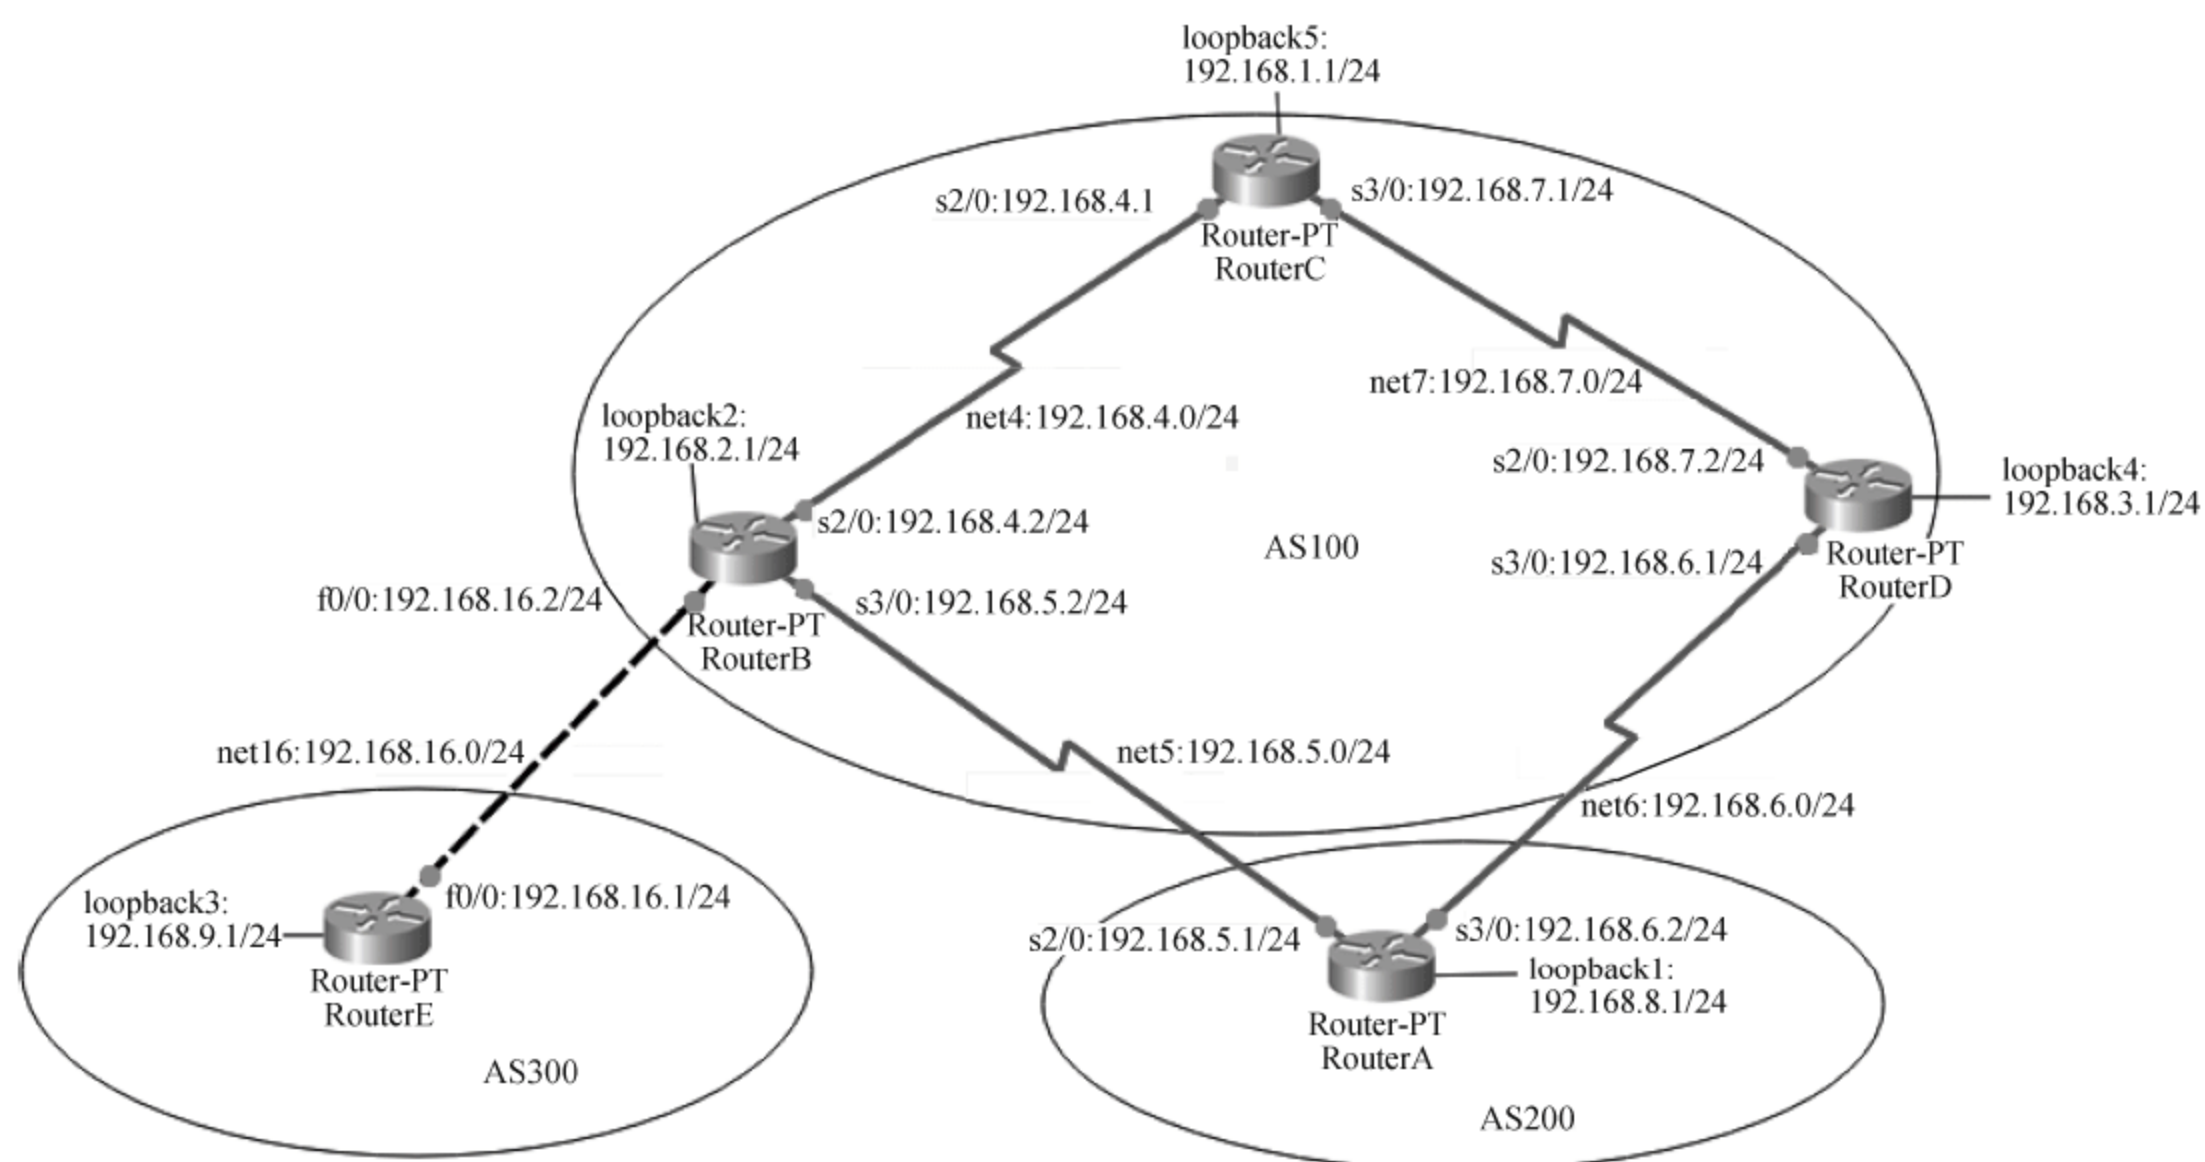 loopback5:
192.168.1.1/24
s2/0:192.168.4.1
s3/0:192.168.7.1/24
Router-PT
RouterC
net7:192.168.7.0/24
loopback2:
192.168.2.1/24
net4:192.168.4.0/24
s2/0:192.168.7.2/24
loopback4:
192.168.3.1/24
s2/0:192.168.4.2/24
AS100
s3/0:192.168.6.1/24
Router-PT
RouterD
f0/0:192.168.16.2/24
s3/0:192.168.5.2/24
Router-PT
RouterB
net16:192.168.16.0/24
net5:192.168.5.0/24
net6:192.168.6.0/24
loopback3:
192.168.9.1/24
f0/0:192.168.16.1/24
Router-PT
RouterE
AS300
s2/0:192.168.5.1/24
s3/0:192.168.6.2/24
loopback1:
192.168.8.1/24
Router-PT
RouterA
AS200